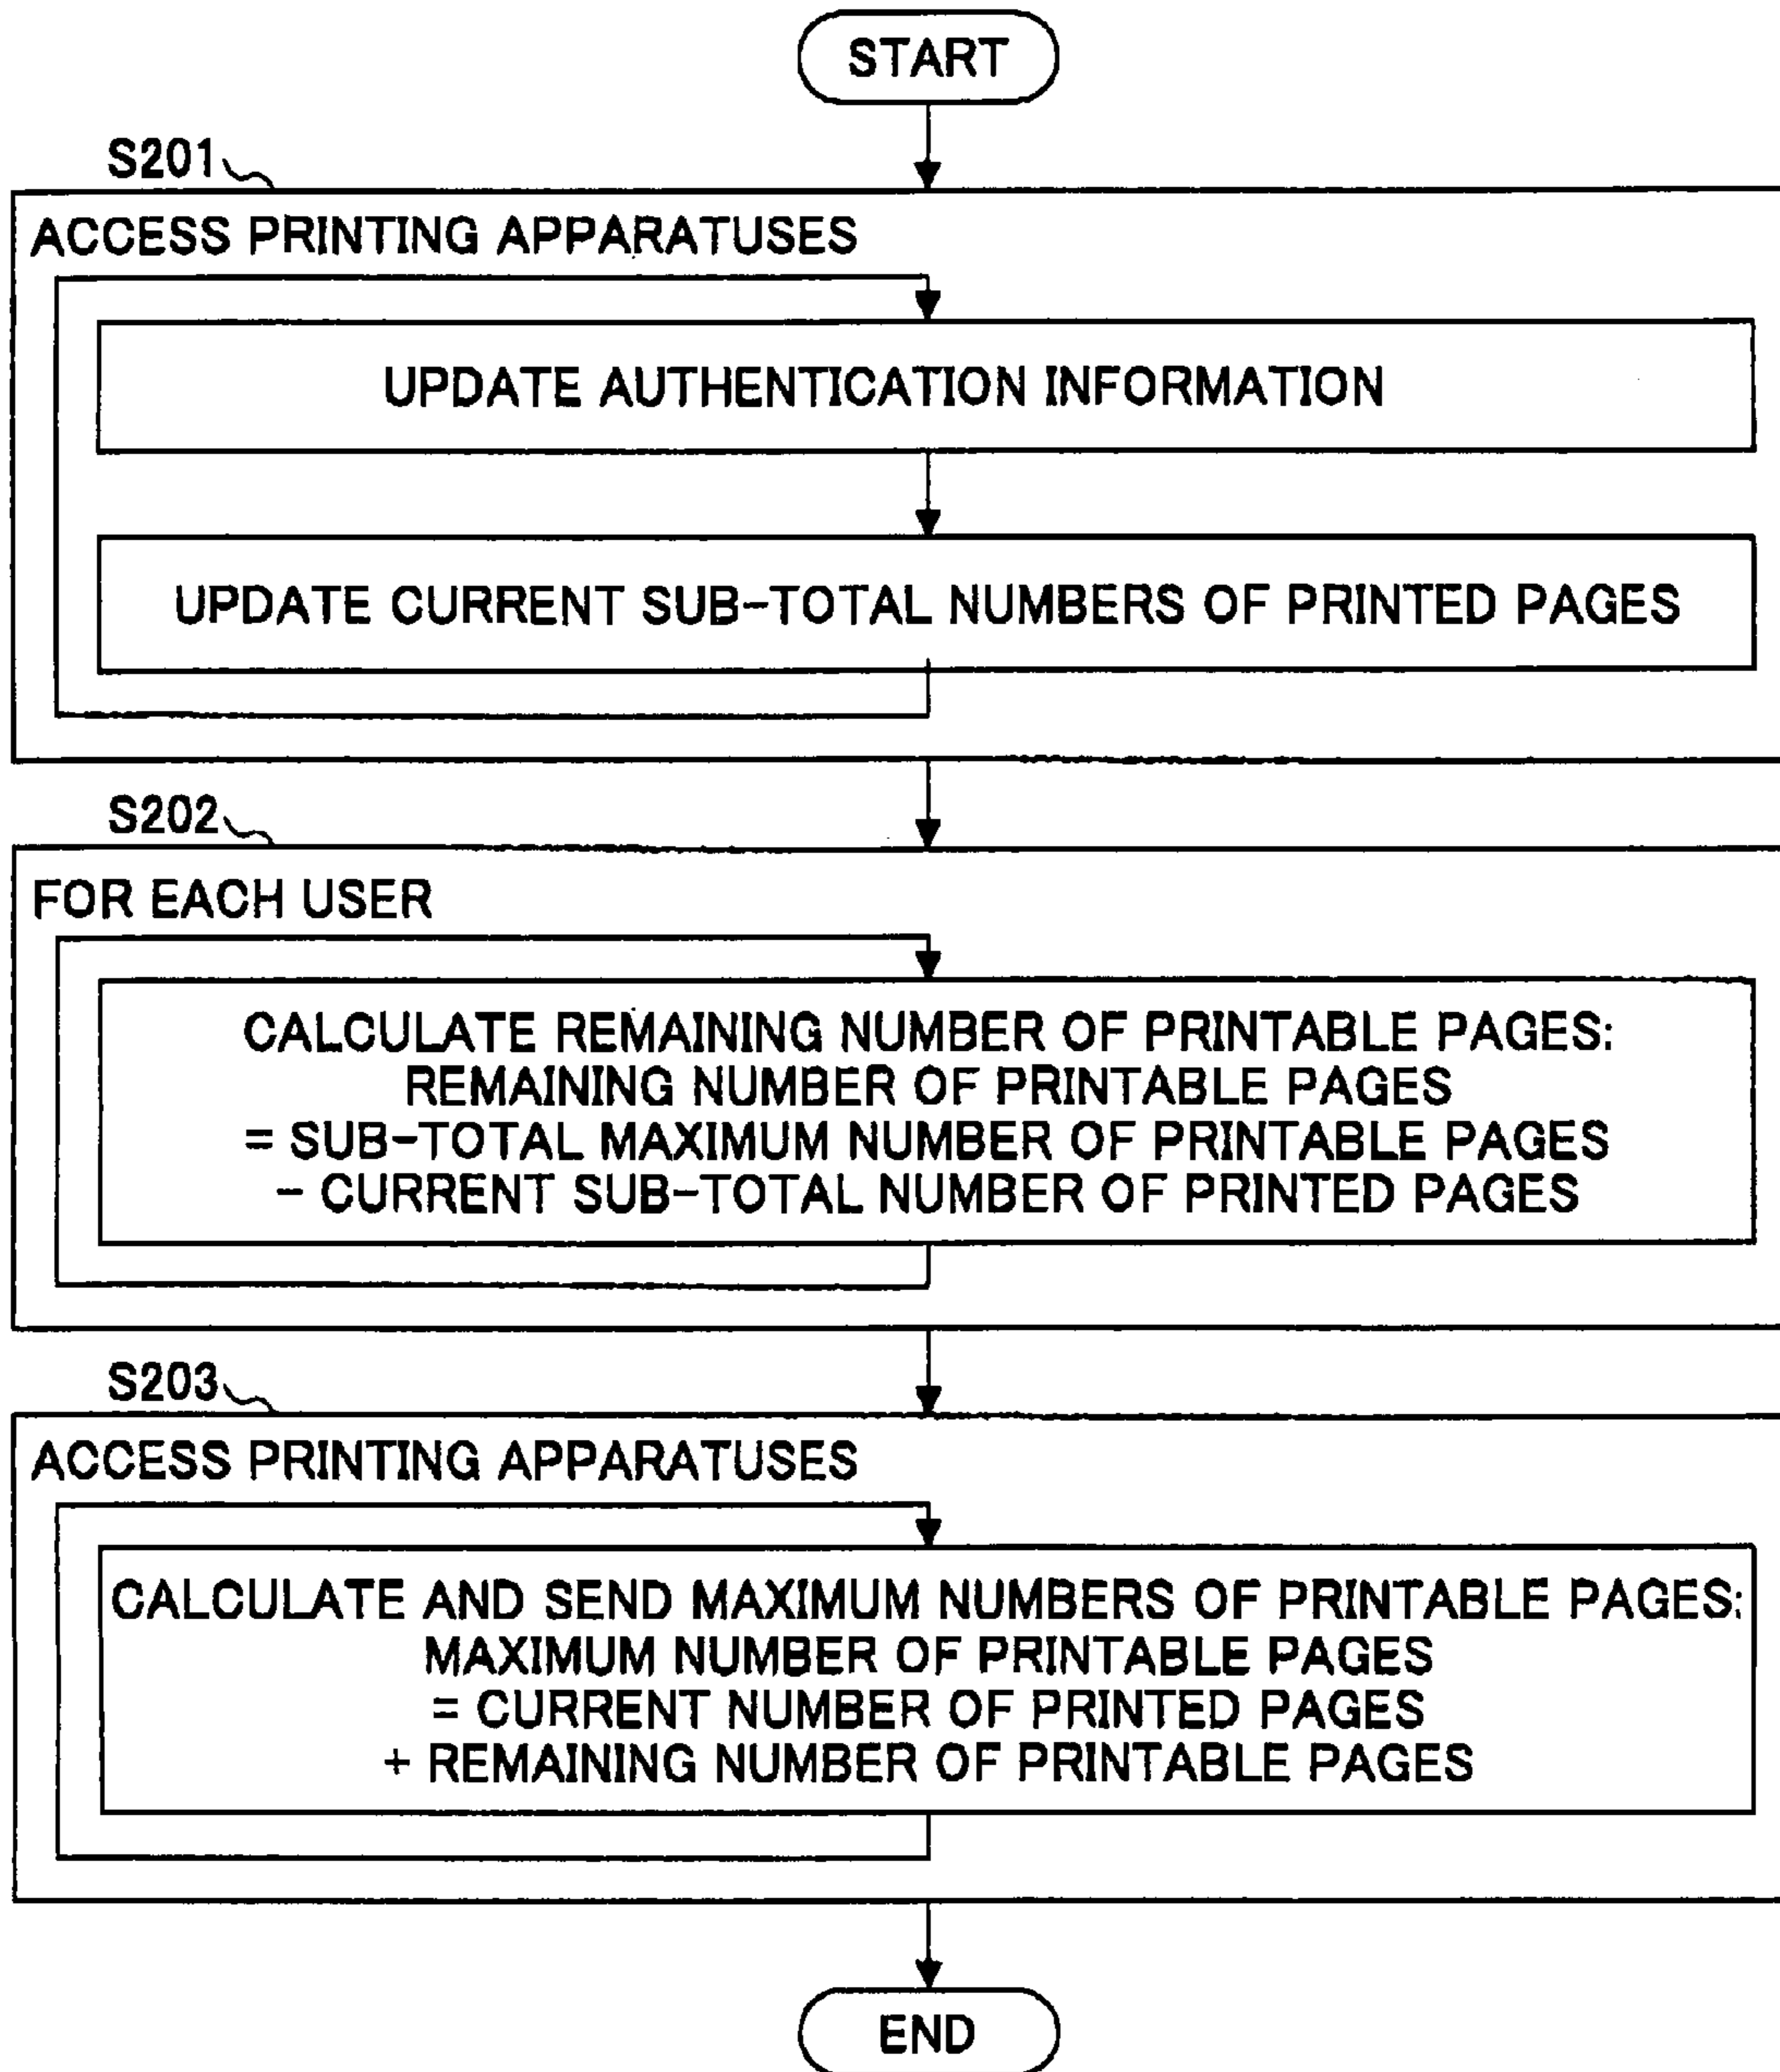 START
S201
ACCESS PRINTING APPARATUSES
UPDATE AUTHENTICATION INFORMATION
UPDATE CURRENT SUB-TOTAL NUMBERS OF PRINTED PAGES
S202
FOR EACH USER
CALCULATE REMAINING NUMBER OF PRINTABLE PAGES:
REMAINING NUMBER OF PRINTABLE PAGES
= SUB-TOTAL MAXIMUM NUMBER OF PRINTABLE PAGES
- CURRENT SUB-TOTAL NUMBER OF PRINTED PAGES
S203
ACCESS PRINTING APPARATUSES
CALCULATE AND SEND MAXIMUM NUMBERS OF PRINTABLE PAGES:
MAXIMUM NUMBER OF PRINTABLE PAGES
= CURRENT NUMBER OF PRINTED PAGES
+ REMAINING NUMBER OF PRINTABLE PAGES
END